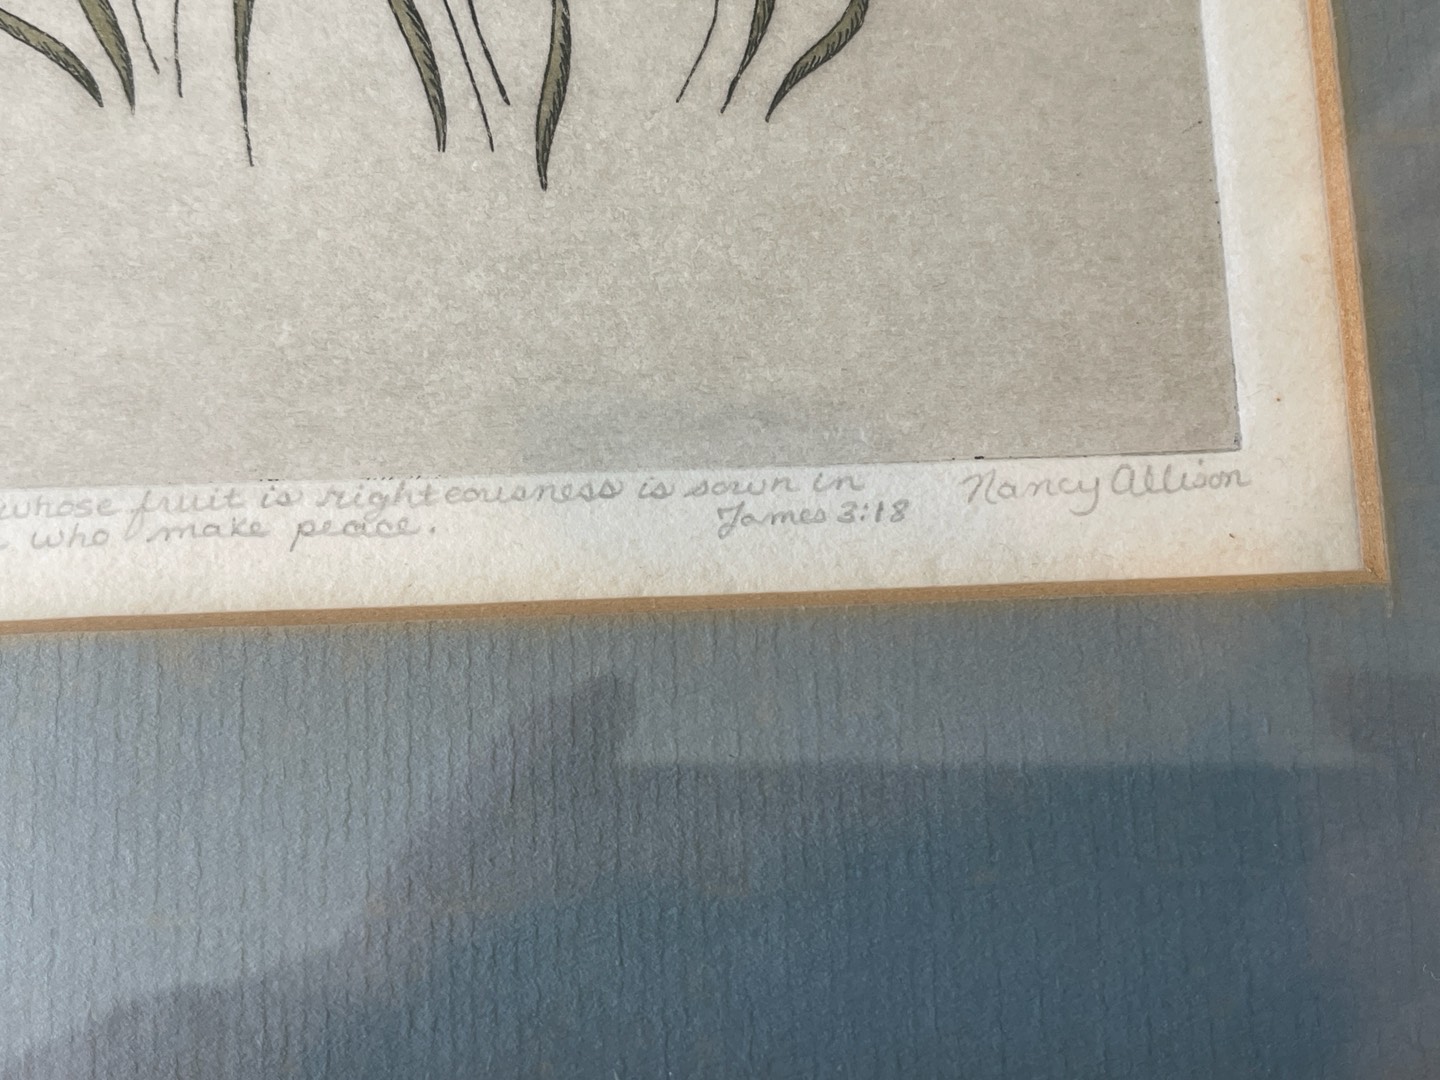 whose fruit is righteousness is sown in
who make peace.
James 3:18
Nancy Allison